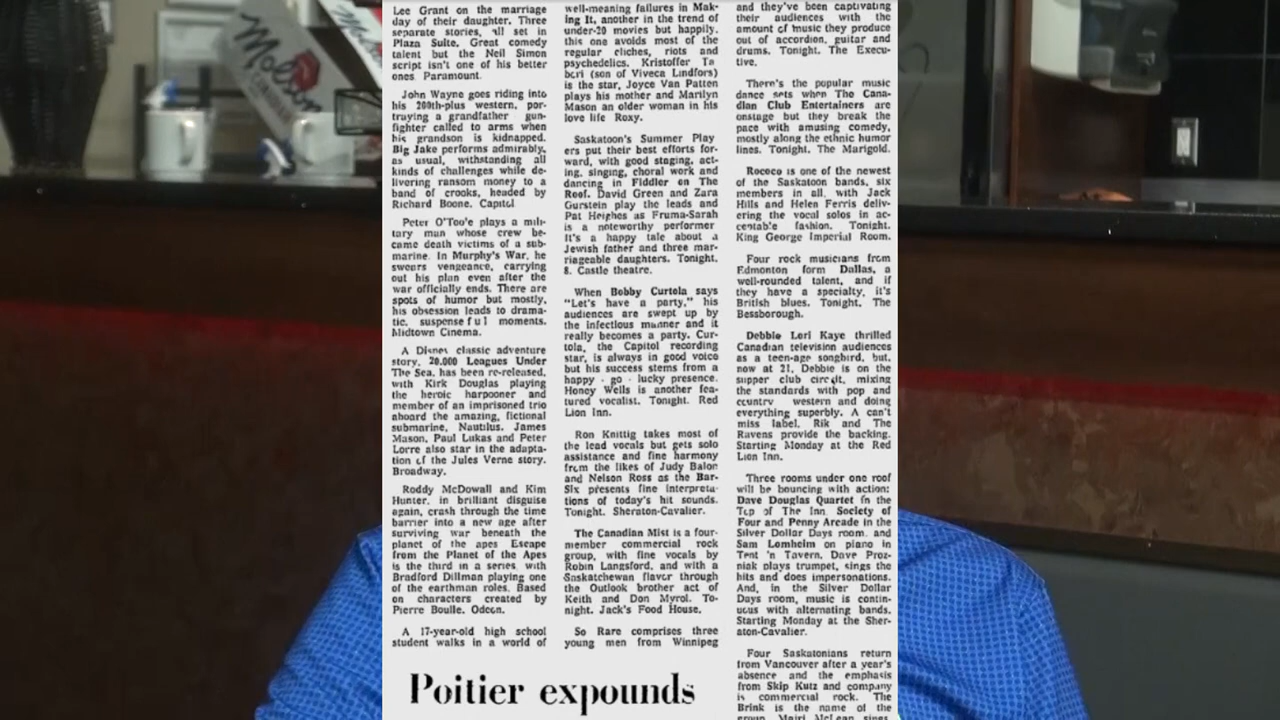 Lee Grant on the marriage
day of their daughter. Three
separate stories, all set in
Plaza Suite. Great comedy
talent but the Neil Simon
script isn't one of his better
ones. Paramount.
John Wayne goes riding into
his 200th-plus western, por-
traying a grandfather gun-
fighter called to arms when
his grandson is kidnapped.
Big Jake performs admirably,
as usual, withstanding all
kinds of challenges while de-
livering ransom money to a
band of crooks, headed by
Richard Boone. Capitol
Peter O'Toole plays a mili-
tary man whose crew be-
came death victims of a sub-
marine. In Murphy's War, he
swears vengeance, carrying
out his plan even after the
war officially ends. There are
spots of humor but mostly,
his obsession leads to drama-
tic, suspenseful moments.
Midtown Cinema.
A Disney classic adventure
story, 20,000 Leagues Under
The Sea, has been re-released,
with Kirk Douglas playing
the heroic harpooner and
member of an imprisoned trio
aboard the amazing, fictional
submarine, Nautilus. James
Mason, Paul Lukas and Peter
Lorre also star in the adapta-
tion of the Jules Verne story.
Broadway.
Roddy McDowall and Kim
Hunter, in brilliant disguise
again, crash through the time
barrier into a new age after
surviving war beneath the
planet of the apes. Escape
from the Planet of the Apes
is the third in a series, with
Bradford Dillman playing one
of the earthman roles. Based
on characters created by
Pierre Boulle. Odeon.
A 17-year-old high school
student walks in a world of
well-meaning failures in Mak-
ing It, another in the trend of
under-20 movies but happily,
this one avoids most of the
regular cliches, riots and
psychedelics. Kristoffer Ta
bori (son of Viveca Lindfors)
is the star, Joyce Van Patten
plays his mother and Marilyn
Mason an older woman in his
love life Roxy.
Saskatoon's Summer Play
ers put their best efforts for-
ward, with good staging, act-
ing, singing, choral work and
dancing in Fiddler on The
Roof. David Green and Zara
Gurstein play the leads and
Pat Heighes as Fruma-Sarah
is a noteworthy performer
It's a happy tale about a
Jewish father and three mar-
riageable daughters. Tonight,
8. Castle theatre.
When Bobby Curtola says
"Let's have a party," his
audiences are swept up by
the infectious manner and it
really becomes a party. Cur-
tola, the Capitol recording
star, is always in good voice
but his success stems from a
happy - go - lucky presence.
Honey Wells is another fea-
tured vocalist. Tonight. Red
Lion Inn.
Ron Knittig takes most of
the lead vocals but gets solo
assistance and fine harmony
from the likes of Judy Balon
and Nelson Ross as the Bar-
Six presents fine interpreta-
tions of today's hit sounds.
Tonight. Sheraton-Cavalier.
The Canadian Mist is a four-
member commercial rock
group, with fine vocals by
Robin Langsford, and with a
Saskatchewan flavor through
the Outlook brother act of
Keith and Don Myrol. To-
night. Jack's Food House.
So Rare comprises three
young men from Winnipeg
and they've been captivating
their audiences with the
amount of music they produce
out of accordion, guitar and
drums. Tonight. The Execu-
tive.
There's the popular music
dance sets when The Cana-
dian Club Entertainers are
onstage but they break the
pace with amusing comedy,
mostly along the ethnic humor
lines. Tonight. The Marigold.
Rococo is one of the newest
of the Saskatoon bands, six
members in all, with Jack
Hills and Helen Ferris deliv-
ering the vocal solos in ac-
ceptable fashion. Tonight.
King George Imperial Room.
Four rock musicians from
Edmonton form Dallas, a
well-rounded talent, and if
they have a specialty, it's
British blues. Tonight. The
Bessborough.
Debbie Lori Kaye thrilled
Canadian television audiences
as a teen-age songbird, but,
now at 21, Debbie is on the
supper club circuit, mixing
the standards with pop and
country western and doing
everything superbly. A can't
miss label. Rik and The
Ravens provide the backing.
Starting Monday at the Red
Lion Inn.
Three rooms under one roof
will be bouncing with action:
Dave Douglas Quartet in the
Top of The Inn, Society of
Four and Penny Arcade in the
Silver Dollar Days room, and
Sam Lomheim on piano in
Tent 'n Tavern. Dave Proz-
niak plays trumpet, sings the
hits and does impersonations.
And, in the Silver Dollar
Days room, music is contin-
uous with alternating bands.
Starting Monday at the Sher-
aton-Cavalier.
Four Saskatonians return
from Vancouver after a year's
absence and the emphasis
from Skip Kutz and company
is commercial rock. The
Brink is the name of the
group. Mairi McLean sings,
Poitier expounds
Molson
Canadian